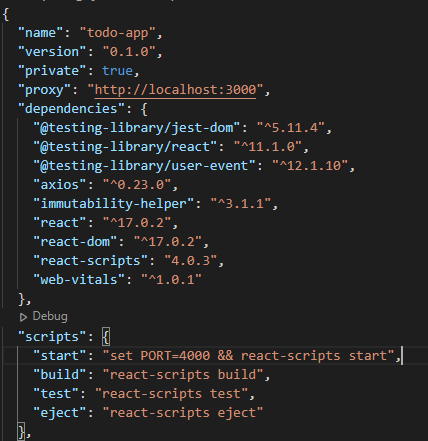 {
"name": "todo-app",
"version": "0.1.0",
"private": true,
"proxy": "http://localhost:3000",
"dependencies": {
"@testing-library/jest-dom": "^5.11.4",
"@testing-library/react": "^11.1.0",
"@testing-library/user-event": "^12.1.10",
"axios": "^0.23.0",
"immutability-helper": "^3.1.1",
"react": "^17.0.2",
"react-dom": "^17.0.2",
"react-scripts": "4.0.3",
"web-vitals": "^1.0.1"
},
Debug
"scripts": {
"start": "set PORT=4000 && react-scripts start",
"build": "react-scripts build",
"test": "react-scripts test",
"eject": "react-scripts eject"
},